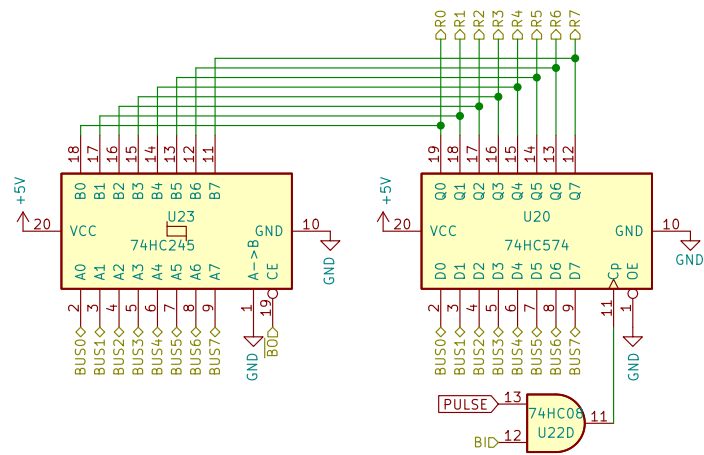 R0 R1 R2 R3 R4 R5 R6 R7
18 17 16 15 14 13 12 11
19 18 17 16 15 14 13 12
B0 B1 B2 B3 B4 B5 B6 B7
Q0 Q1 Q2 Q3 Q4 Q5 Q6 Q7
+5V 20 VCC U23 GND 10
74HC245
GND
+5V 20 VCC U20 GND 10
74HC574
GND
A0 A1 A2 A3 A4 A5 A6 A7 A->B CE
D0 D1 D2 D3 D4 D5 D6 D7 Cp OE
2 3 4 5 6 7 8 9 1 19
2 3 4 5 6 7 8 9 11 1
BUS0 BUS1 BUS2 BUS3 BUS4 BUS5 BUS6 BUS7 GND BO
BUS0 BUS1 BUS2 BUS3 BUS4 BUS5 BUS6 BUS7 GND
PULSE 13 74HC08 11
BI 12 U22D